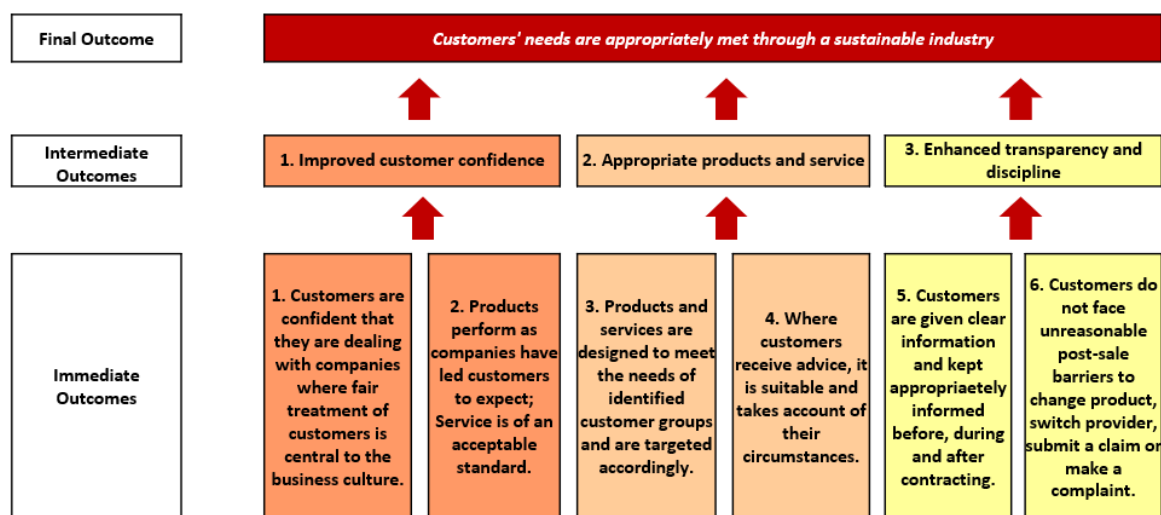 Final Outcome
Customers' needs are appropriately met through a sustainable industry
Intermediate
Outcomes
1. Improved customer confidence
2. Appropriate products and service
3. Enhanced transparency and
discipline
Immediate
Outcomes
1. Customers are
confident that
they are dealing
with companies
where fair
treatment of
customers is
central to the
business culture.
2. Products
perform as
companies have
led customers
to expect;
Service is of an
acceptable
standard.
3. Products and
services are
designed to meet
the needs of
identified
customer groups
and are targeted
accordingly.
4. Where
customers
receive advice, it
is suitable and
takes account of
their
circumstances.
5. Customers
are given clear
information
and kept
appropriaetely
informed
before, during
and after
contracting.
6. Customers do
not face
unreasonable
post-sale
barriers to
change product,
switch provider,
submit a claim or
make a
complaint.